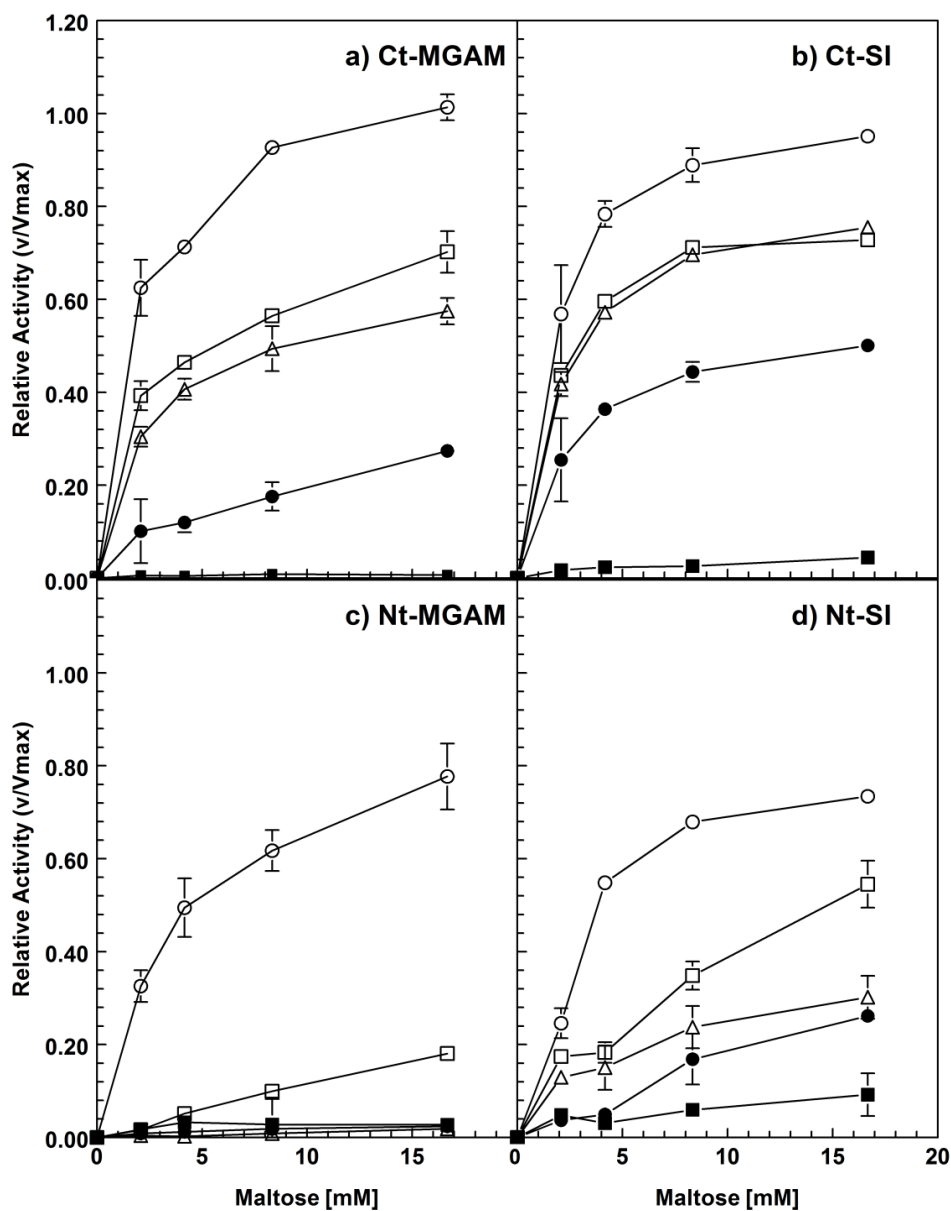 1.20
a) Ct-MGAM
b) Ct-SI
1.00
0.80
0.60
0.40
0.20
0.00
Relative Activity (v/Vmax)
c) Nt-MGAM
d) Nt-SI
1.00
0.80
0.60
0.40
0.20
0.00
Relative Activity (v/Vmax)
0 5 10 15 0 5 10 15 20
Maltose [mM] Maltose [mM]